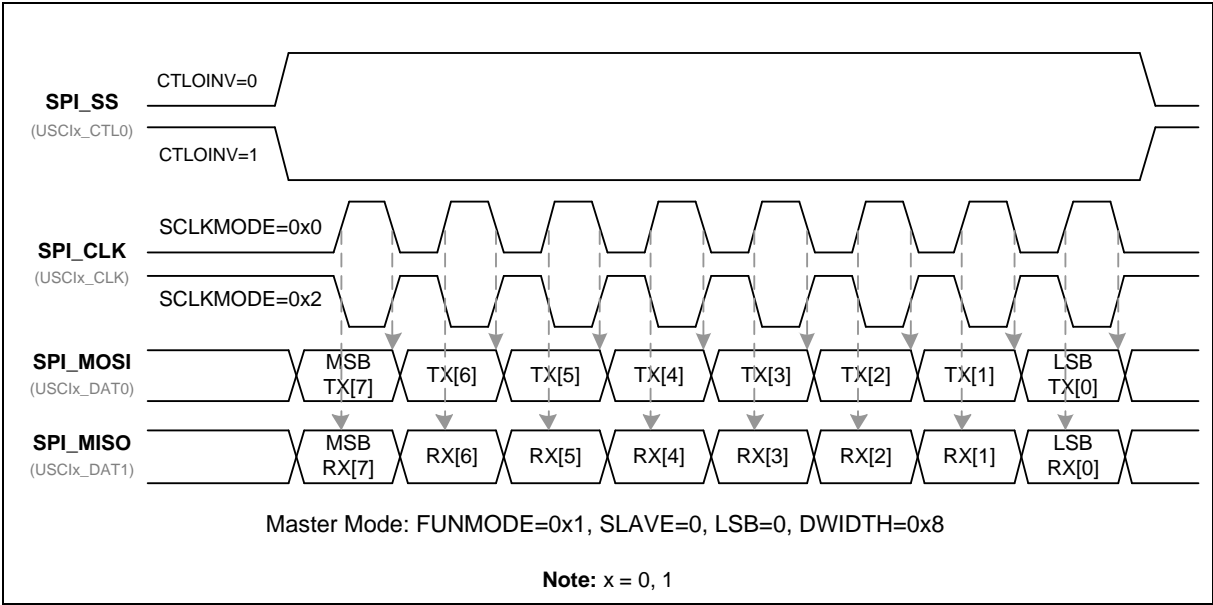 CTLOINV=0
SPI_SS
(USCIx_CTL0)
CTLOINV=1
SCLKMODE=0x0
SPI_CLK
(USCIx_CLK)
SCLKMODE=0x2
SPI_MOSI
(USCIx_DAT0)
MSB
TX[7]
TX[6]
TX[5]
TX[4]
TX[3]
TX[2]
TX[1]
LSB
TX[0]
SPI_MISO
(USCIx_DAT1)
MSB
RX[7]
RX[6]
RX[5]
RX[4]
RX[3]
RX[2]
RX[1]
LSB
RX[0]
Master Mode: FUNMODE=0x1, SLAVE=0, LSB=0, DWIDTH=0x8
Note: x = 0, 1